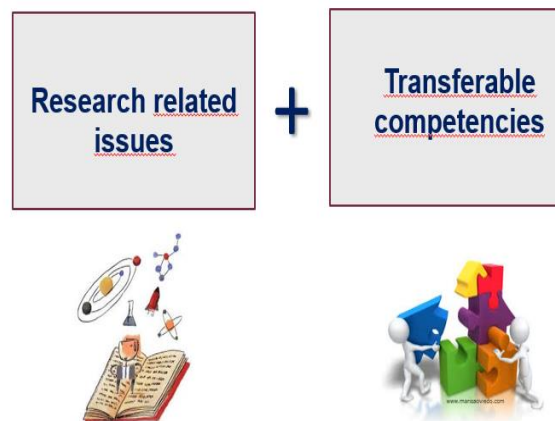 Research related
issues
+
Transferable
competencies
www.mariaoviedo.com